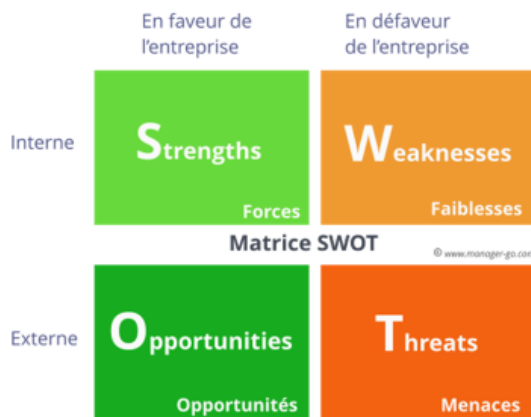 En faveur de
l'entreprise
En défaveur
de l'entreprise
Interne
Strengths
Forces
Weaknesses
Faiblesses
Matrice SWOT
© www.manager-go.com
Externe
Opportunities
Opportunités
Threats
Menaces